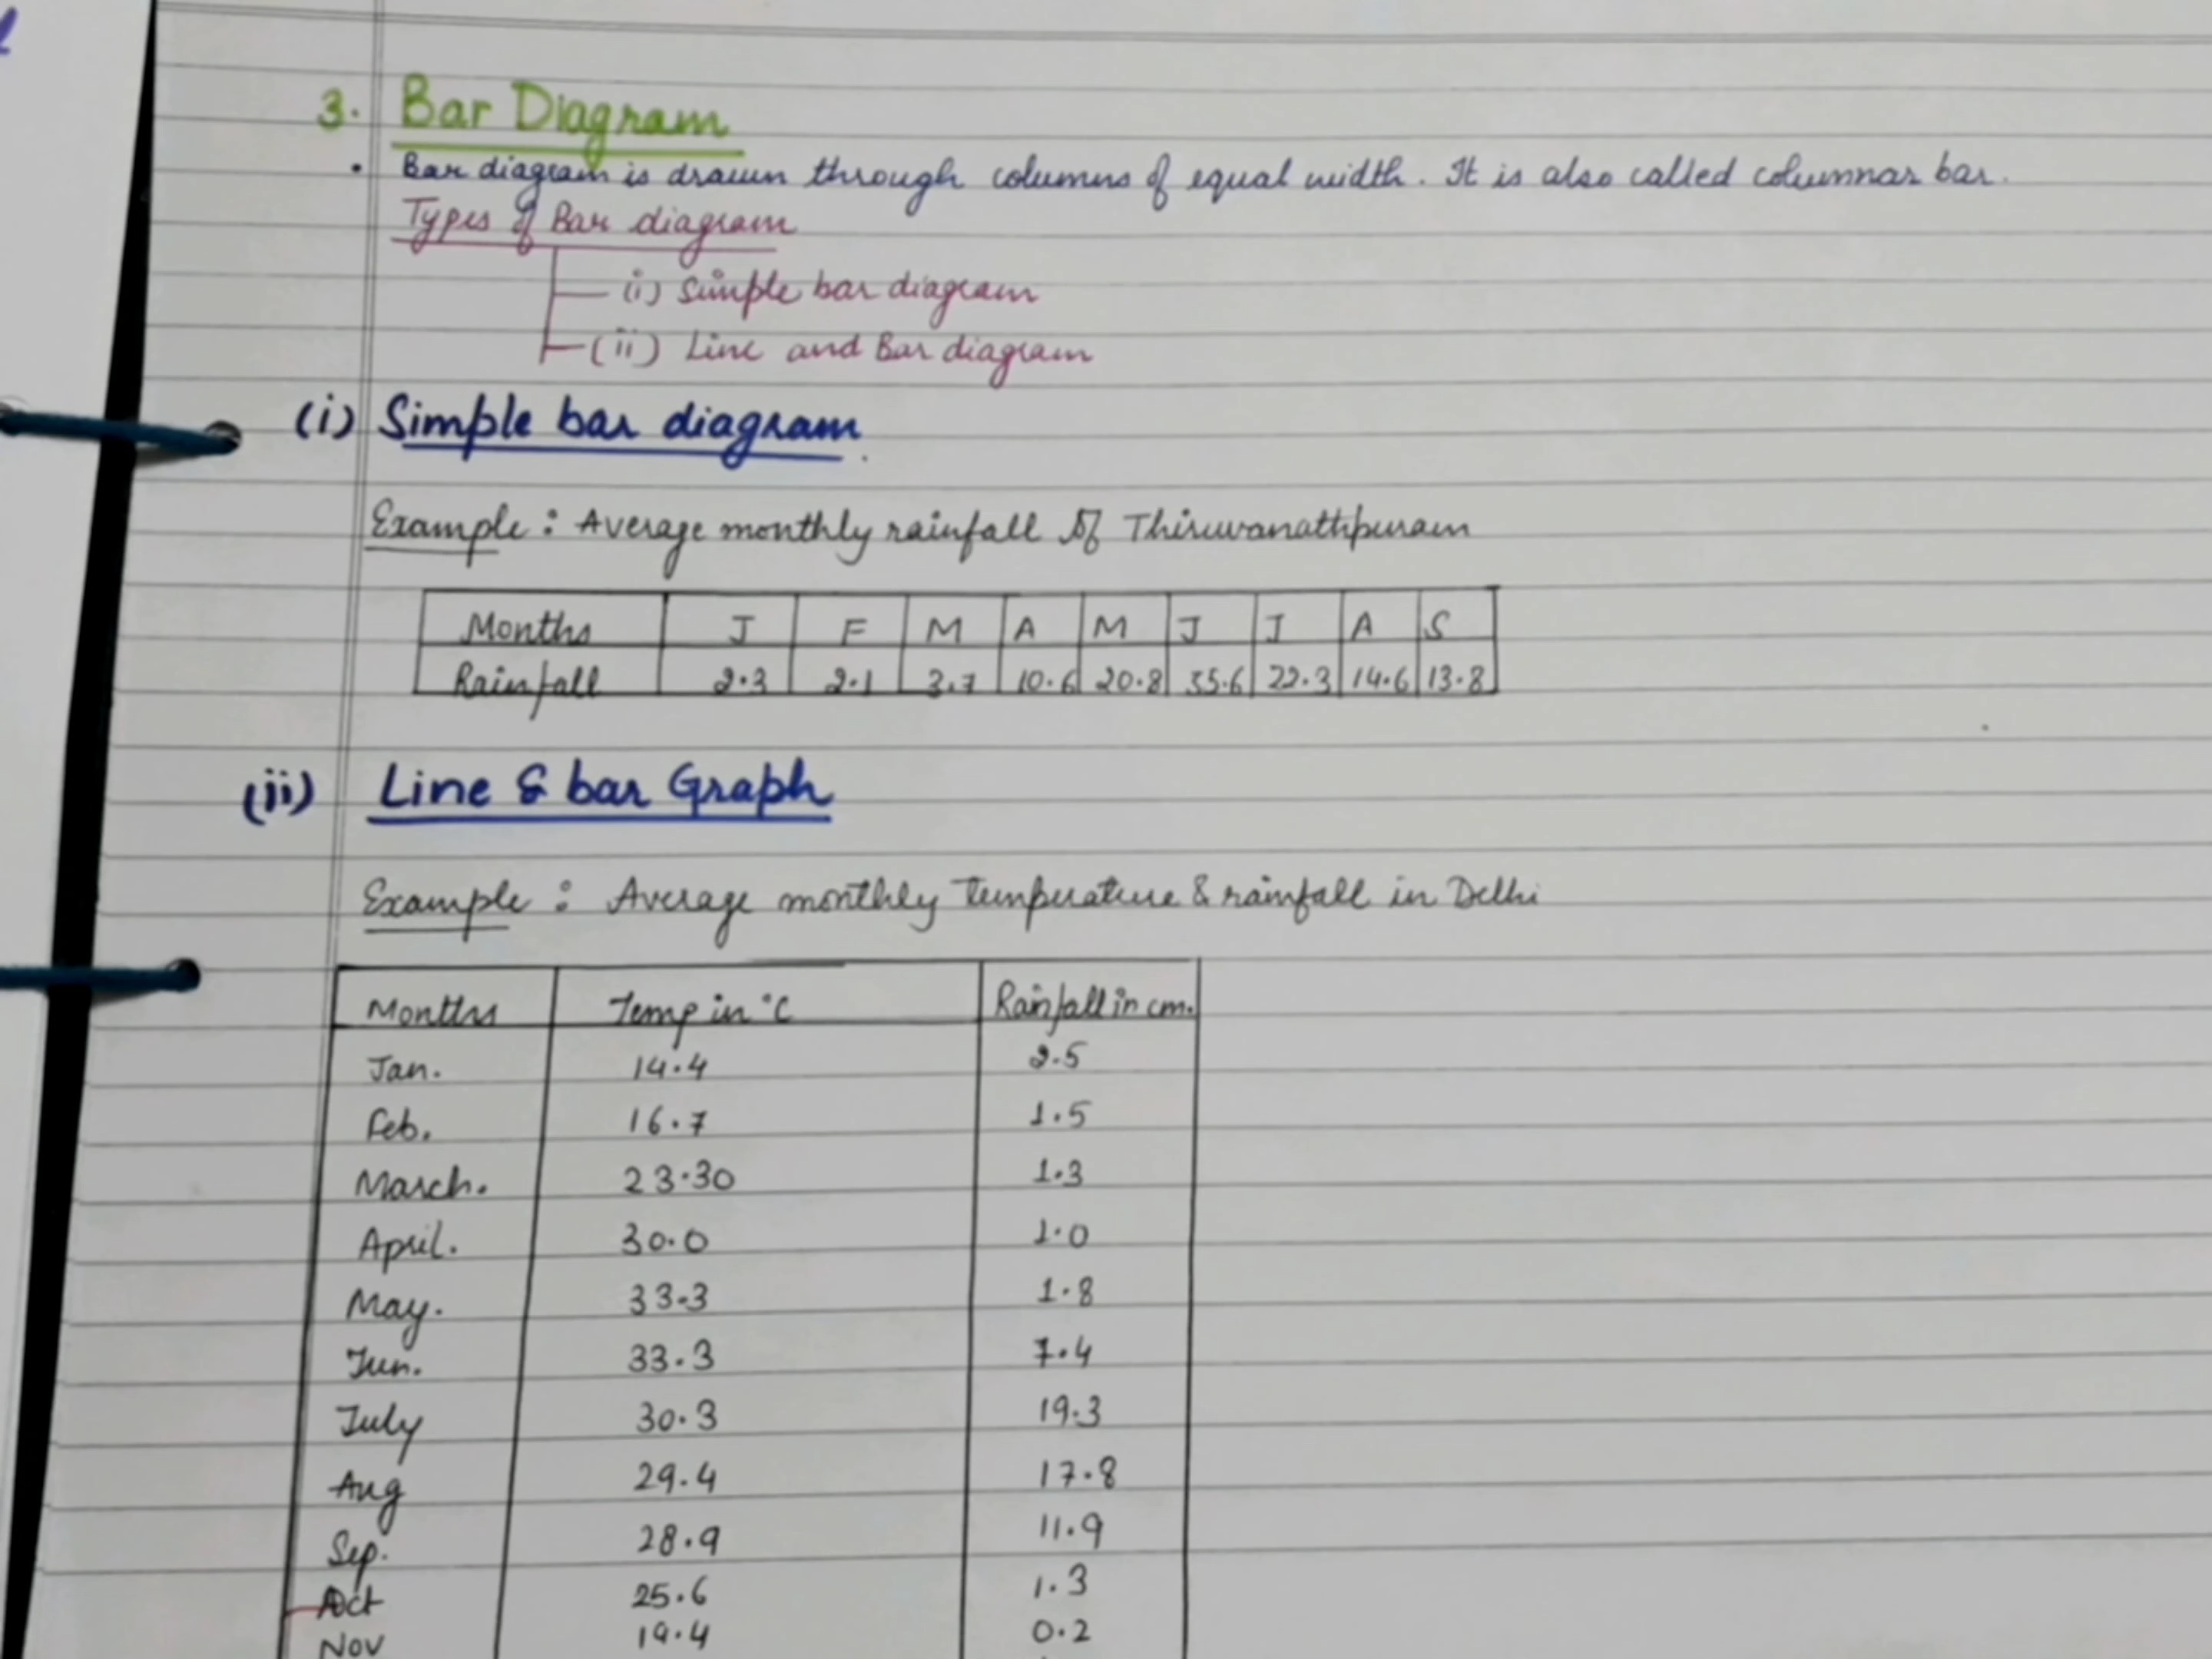 3. Bar Diagram
• Bar diagram is drawn through columns of equal width. It is also called columnar bar.
Types of Bar diagram
(i) Simple bar diagram
(ii) Line and Bar diagram
(i) Simple bar diagram.
Example : Average monthly rainfall of Thiruvanathpuram
Months J F M A M J J A S
Rainfall 2.3 2.1 3.7 10.6 20.8 35.6 22.3 14.6 13.8
(ii) Line & bar Graph
Example : Average monthly Temperature & rainfall in Delhi
Months Temp in °C Rainfall in cm.
Jan. 14.4 2.5
Feb. 16.7 1.5
March. 23.30 1.3
April. 30.0 1.0
May. 33.3 1.8
Jun. 33.3 7.4
July 30.3 19.3
Aug 29.4 17.8
Sep. 28.9 11.9
Oct 25.6 1.3
Nov 19.4 0.2